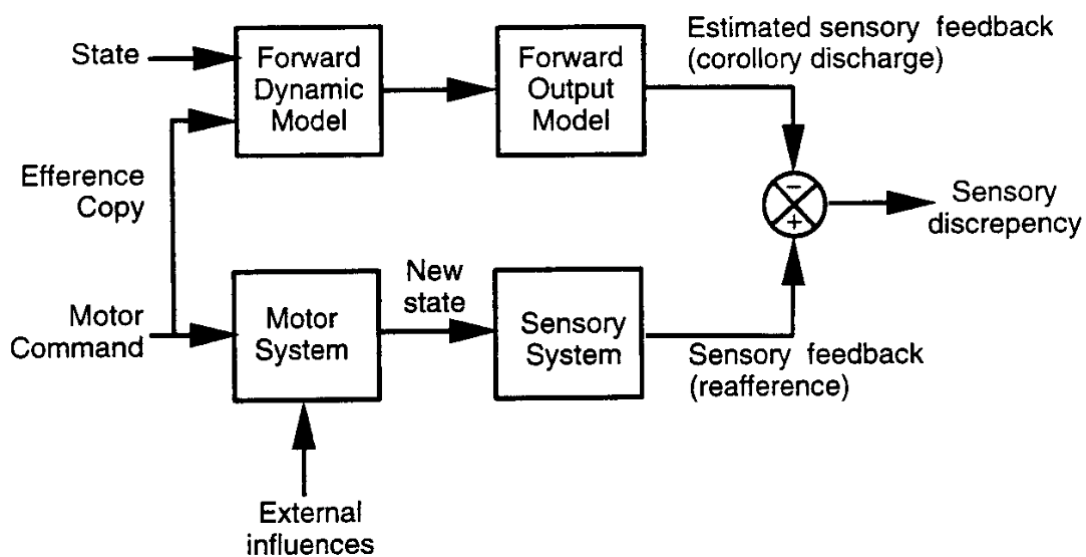 State
Forward
Dynamic
Model
Forward
Output
Model
Estimated sensory feedback
(corollory discharge)
Efference
Copy
−
+
Sensory
discrepency
Motor
Command
Motor
System
New
state
Sensory
System
Sensory feedback
(reafference)
External
influences